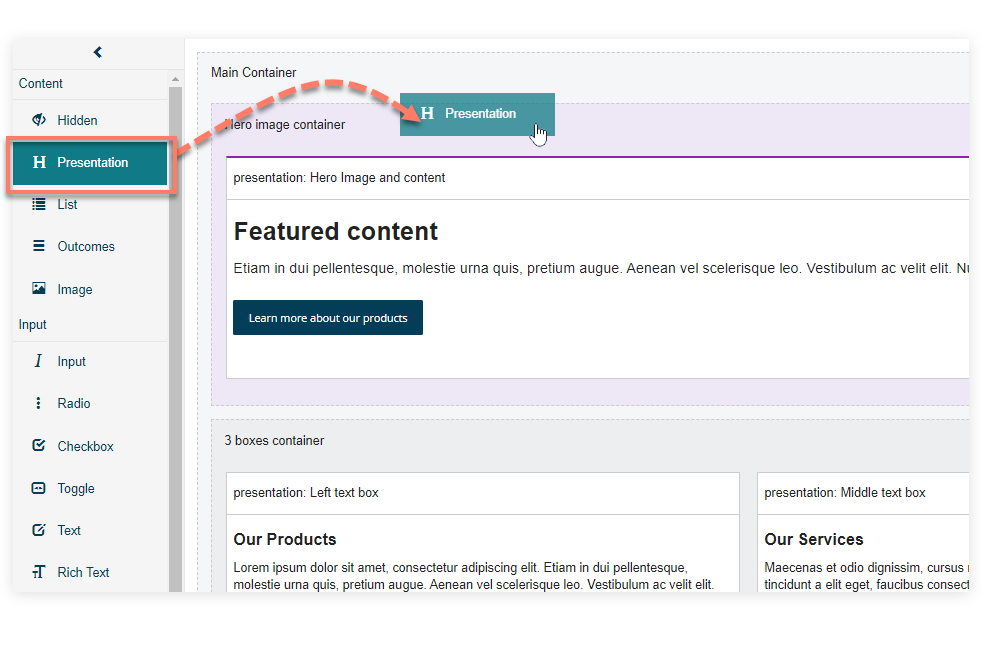 Content
Hidden
H Presentation
List
Outcomes
Image
Input
I Input
Radio
Checkbox
Toggle
Text
TT Rich Text
Main Container
H Presentation
Hero image container
presentation: Hero Image and content
Featured content
Etiam in dui pellentesque, molestie urna quis, pretium augue. Aenean vel scelerisque leo. Vestibulum ac velit elit.
Learn more about our products
3 boxes container
presentation: Left text box
Our Products
Lorem ipsum dolor sit amet, consectetur adipiscing elit. Etiam in dui pellentesque,
molestie urna quis, pretium augue. Aenean vel scelerisque leo. Vestibulum ac velit elit.
presentation: Middle text box
Our Services
Maecenas et odio dignissim, cursus
tincidunt a elit eget, faucibus consect